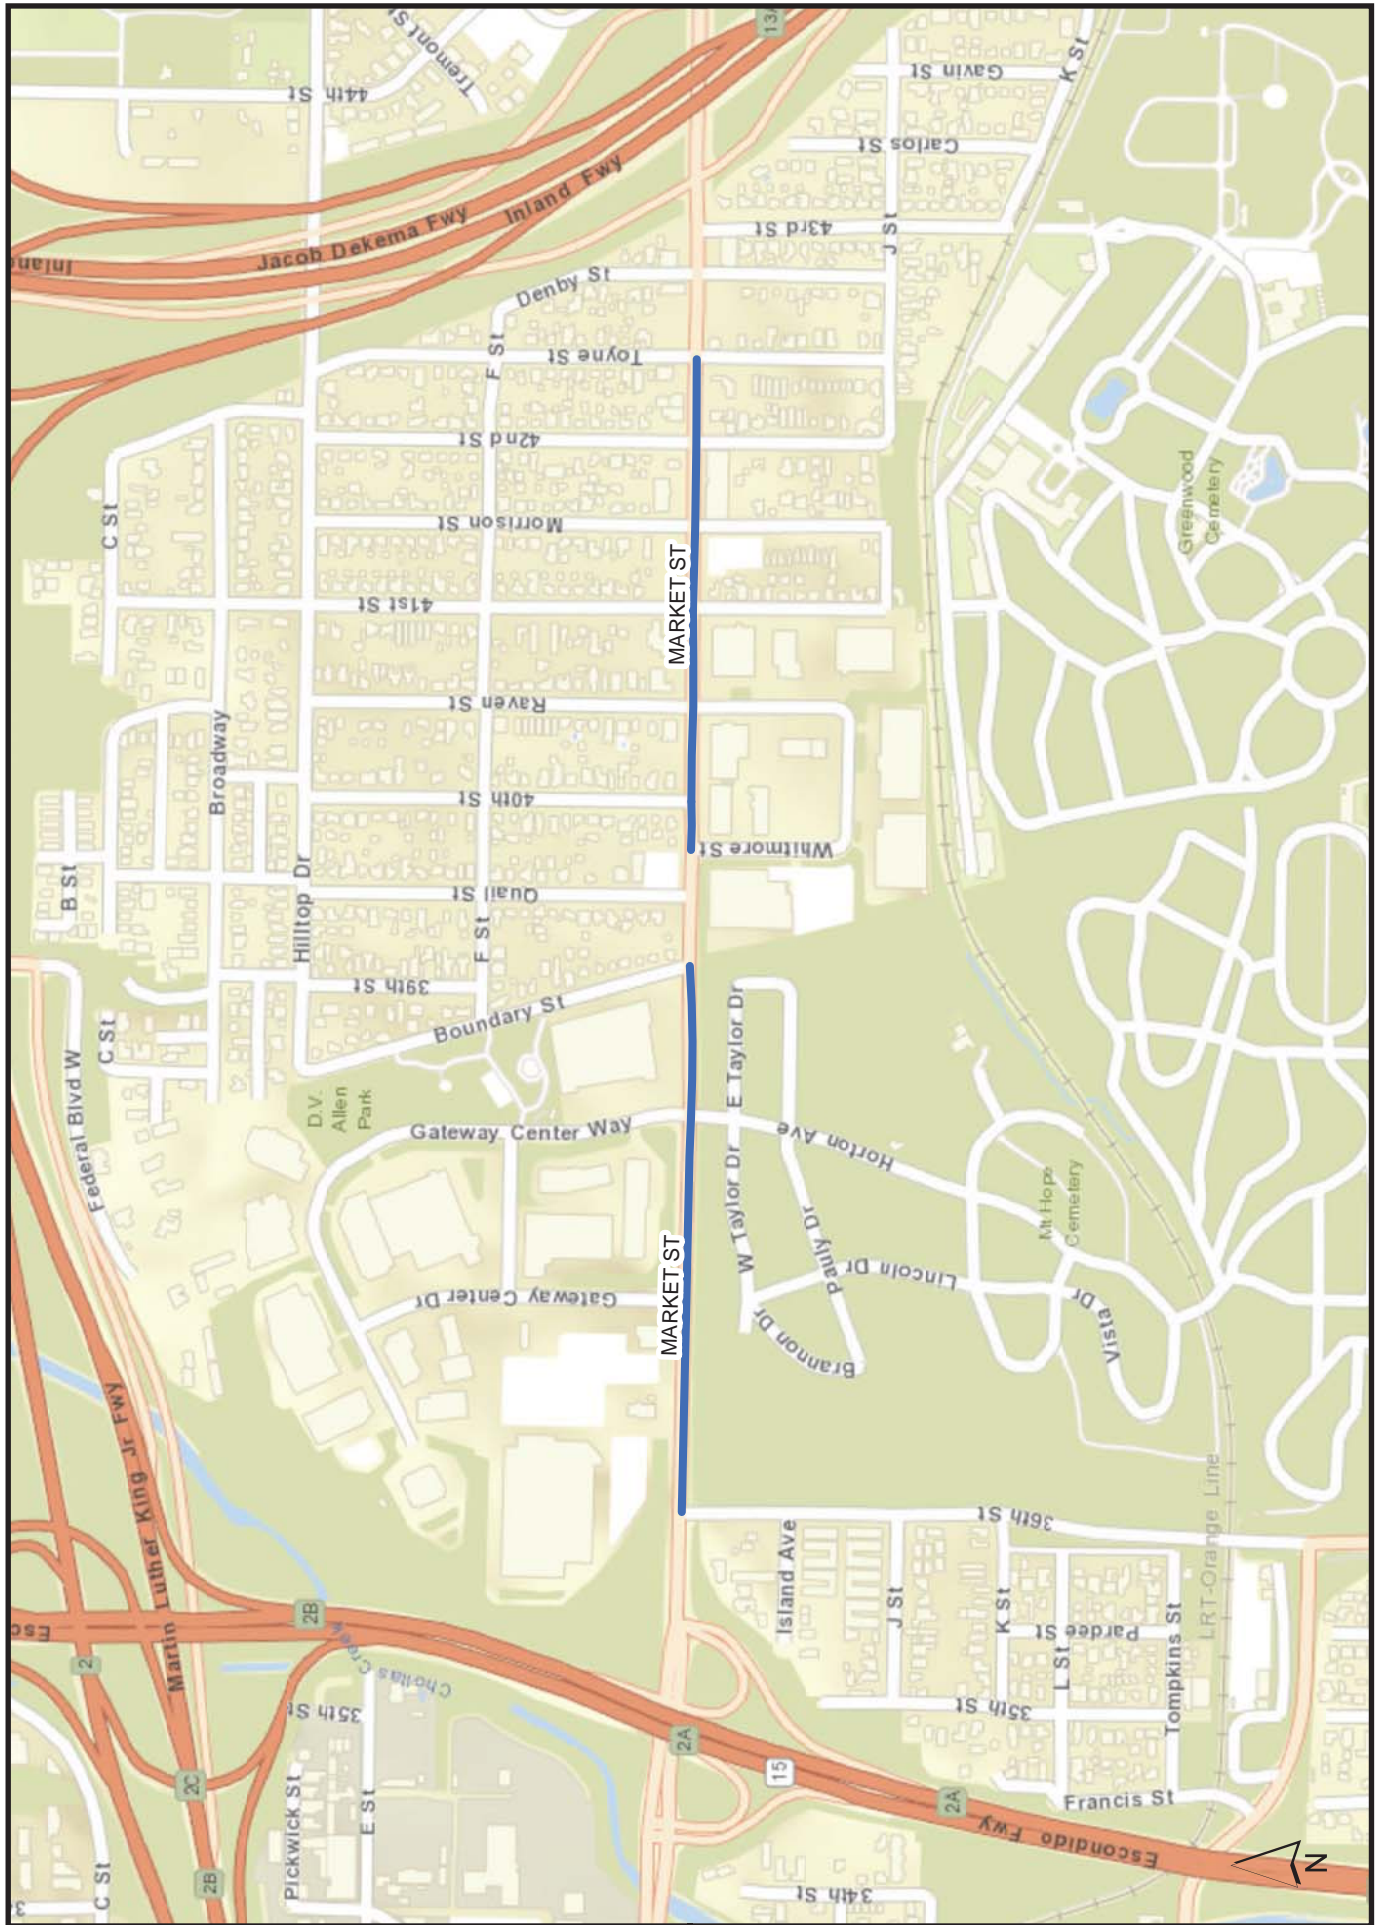 C St
Pickwick St
E St
35th St
Chollas Creek
2B
2C
2
2B
Martin Luther King Jr Fwy
Federal Blvd W
C St
B St
C St
Broadway
Hilltop Dr
D.V.
Allen
Park
Jacob Dekema Fwy
Inland Fwy
44th St
Tremont St
13A
Gateway Center Dr
Gateway Center Way
Boundary St
39th St
Quail St
40th St
Raven St
41st St
Morrison St
42nd St
Toyne St
Denby St
F St
F St
MARKET ST
MARKET ST
2A
15
2A
Escondido Fwy
34th St
35th St
36th St
Island Ave
J St
K St
L St
Pardee St
Tompkins St
Francis St
LRT-Orange Line
W Taylor Dr
E Taylor Dr
Brannon Dr
Pauly Dr
Lincoln Dr
Horton Ave
Vista Dr
Mt Hope
Cemetery
Whitmore St
43rd St
J St
Carlos St
Gavin St
K St
Greenwood
Cemetery
N